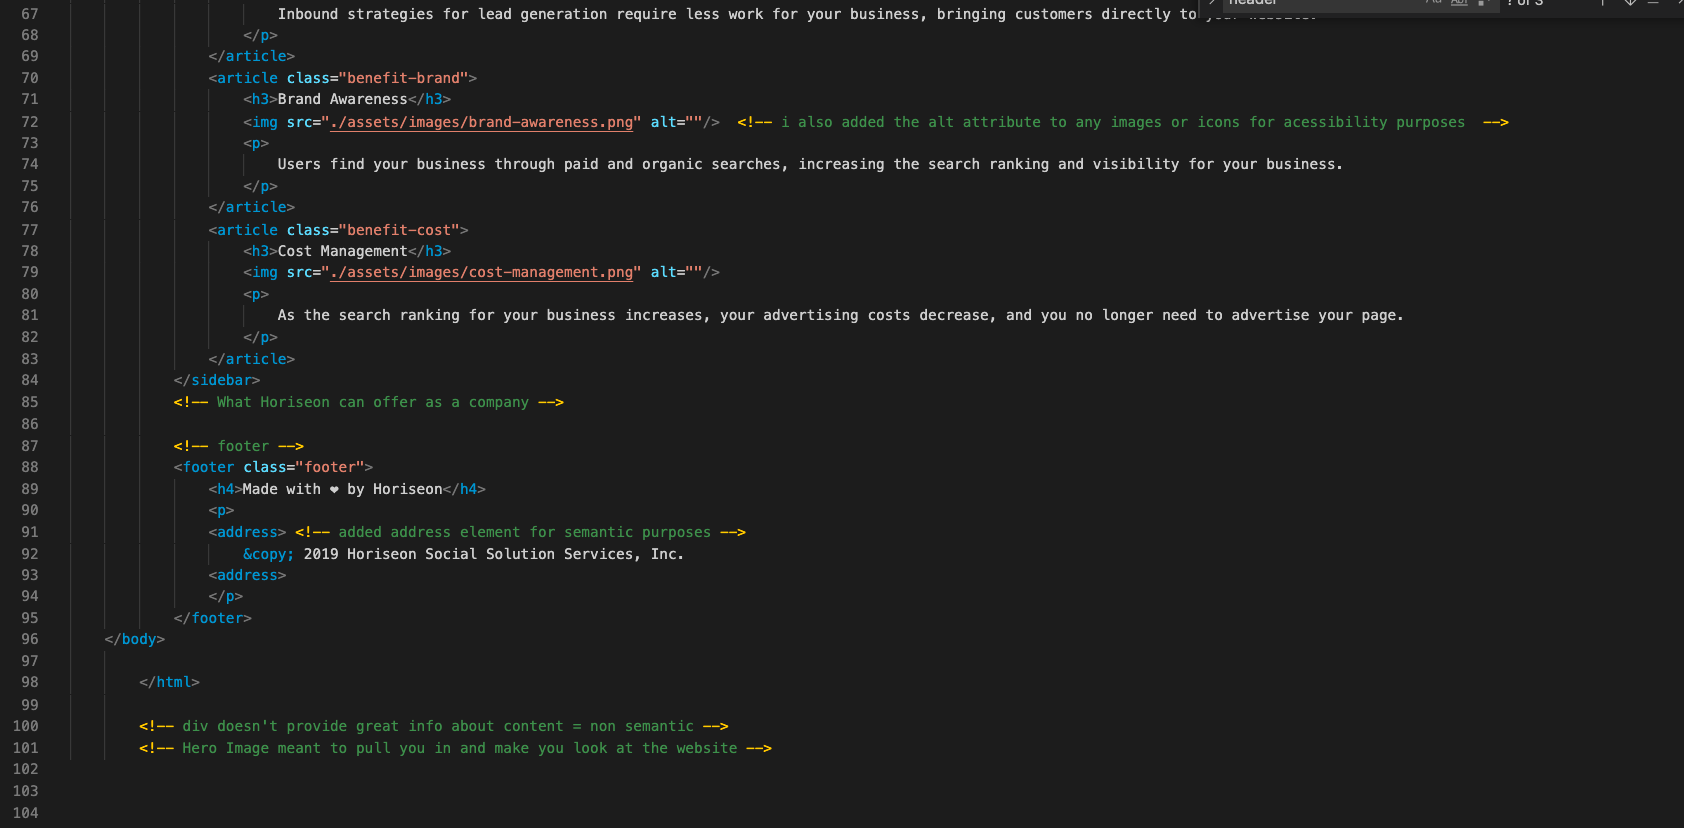 67 Inbound strategies for lead generation require less work for your business, bringing customers directly to your website.
68 </p>
69 </article>
70 <article class="benefit-brand">
71 <h3>Brand Awareness</h3>
72 <img src="./assets/images/brand-awareness.png" alt=""/> <!-- i also added the alt attribute to any images or icons for acessibility purposes -->
73 <p>
74 Users find your business through paid and organic searches, increasing the search ranking and visibility for your business.
75 </p>
76 </article>
77 <article class="benefit-cost">
78 <h3>Cost Management</h3>
79 <img src="./assets/images/cost-management.png" alt=""/>
80 <p>
81 As the search ranking for your business increases, your advertising costs decrease, and you no longer need to advertise your page.
82 </p>
83 </article>
84 </sidebar>
85 <!-- What Horiseon can offer as a company -->
86
87 <!-- footer -->
88 <footer class="footer">
89 <h4>Made with ❤ by Horiseon</h4>
90 <p>
91 <address> <!-- added address element for semantic purposes -->
92 &copy; 2019 Horiseon Social Solution Services, Inc.
93 <address>
94 </p>
95 </footer>
96 </body>
97
98 </html>
99
100 <!-- div doesn't provide great info about content = non semantic -->
101 <!-- Hero Image meant to pull you in and make you look at the website -->
102
103
104